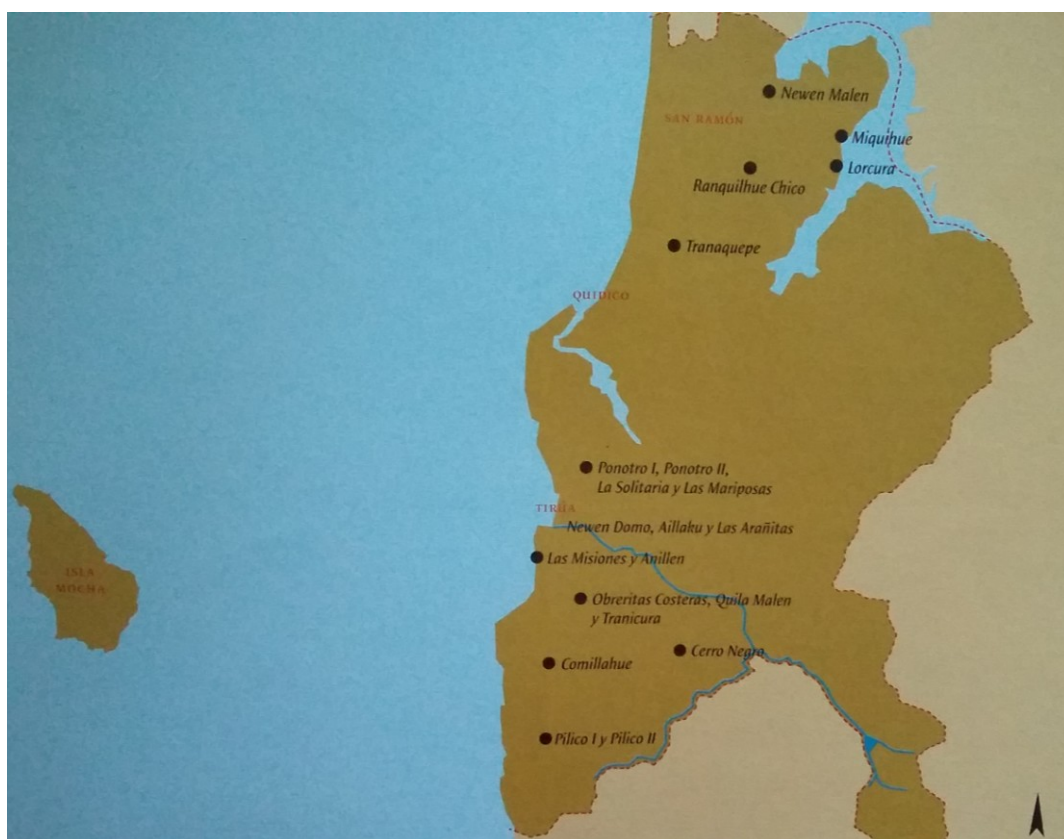 Newen Malen
SAN RAMÓN
Miquihue
Lorcura
Ranquilhue Chico
Tranaquepe
QUIDICO
Ponotro I, Ponotro II,
La Solitaria y Las Mariposas
TIRÚA
Newen Domo, Aillaku y Las Arañitas
Las Misiones y Anillen
ISLA
MOCHA
Obreritas Costeras, Quila Malen
y Tranicura
Cerro Negro
Comillahue
Pilico I y Pilico II